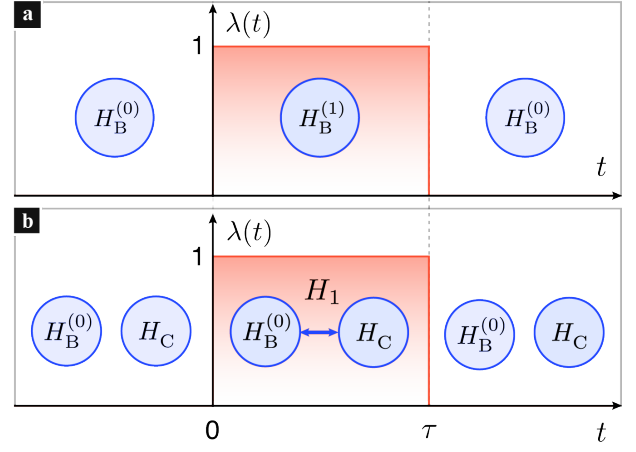 a
λ(t)
1
H_B^(0) H_B^(1) H_B^(0)
t
b
λ(t)
1
H_1
H_B^(0) H_C H_B^(0) H_C H_B^(0) H_C
0 τ t